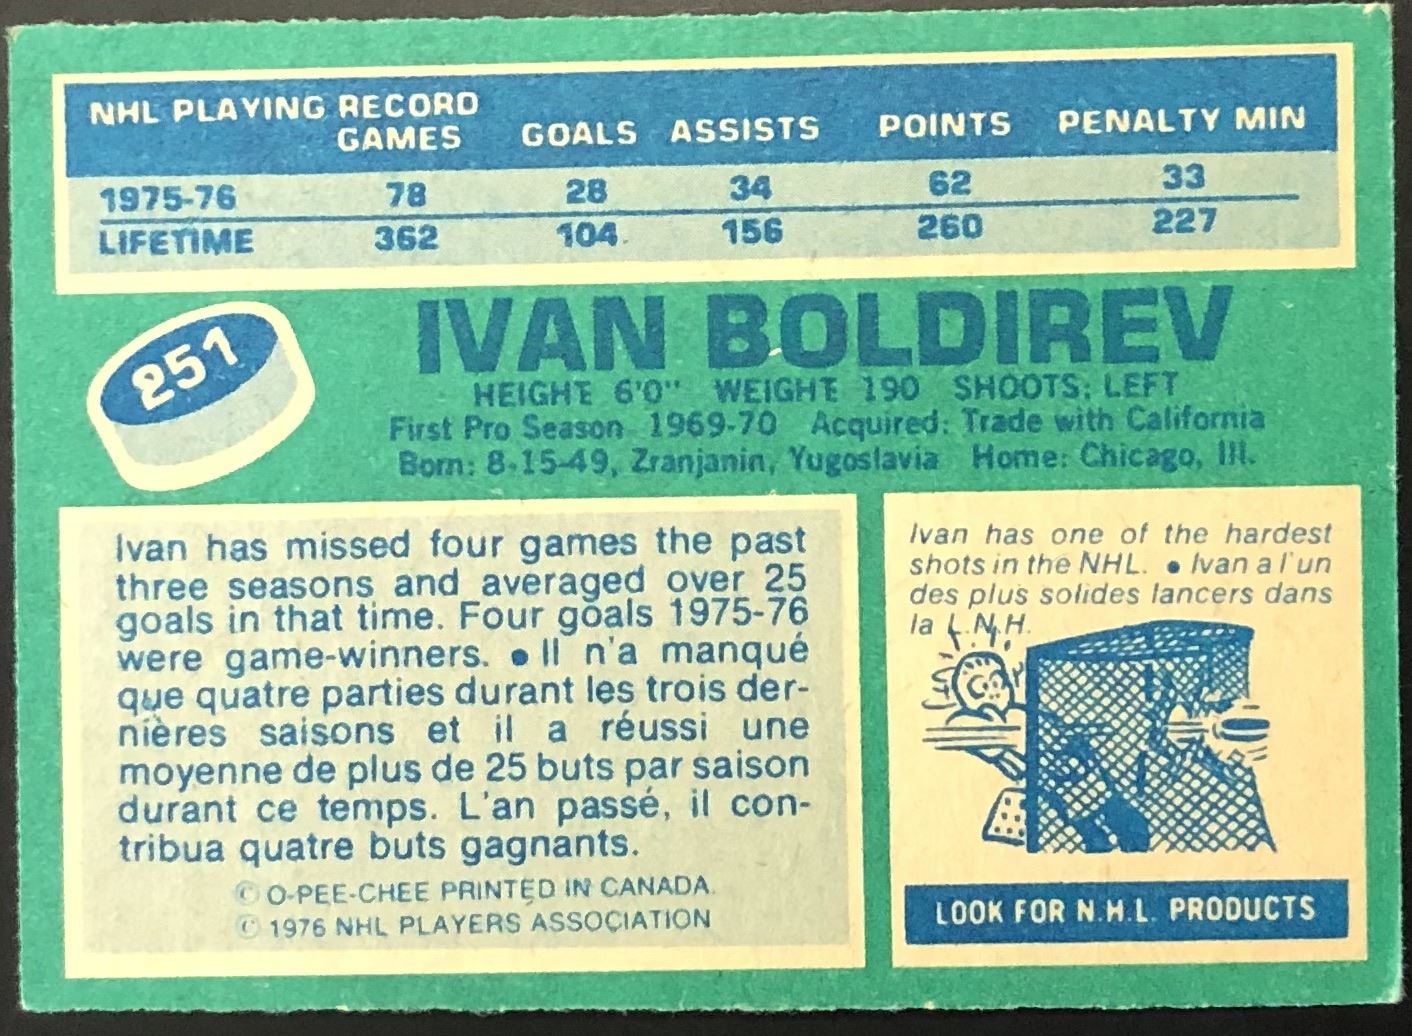 NHL PLAYING RECORD
GAMES GOALS ASSISTS POINTS PENALTY MIN
1975-76 78 28 34 62 33
LIFETIME 362 104 156 260 227
251
IVAN BOLDIREV
HEIGHT 6'0" WEIGHT 190 SHOOTS: LEFT
First Pro Season 1969-70 Acquired: Trade with California
Born: 8-15-49, Zranjanin, Yugoslavia Home: Chicago, Ill.
Ivan has missed four games the past
three seasons and averaged over 25
goals in that time. Four goals 1975-76
were game-winners. • Il n'a manqué
que quatre parties durant les trois der-
nières saisons et il a réussi une
moyenne de plus de 25 buts par saison
durant ce temps. L'an passé, il con-
tribua quatre buts gagnants.
© O-PEE-CHEE PRINTED IN CANADA.
© 1976 NHL PLAYERS ASSOCIATION
Ivan has one of the hardest
shots in the NHL. • Ivan a l'un
des plus solides lancers dans
la L.N.H.
LOOK FOR N.H.L. PRODUCTS